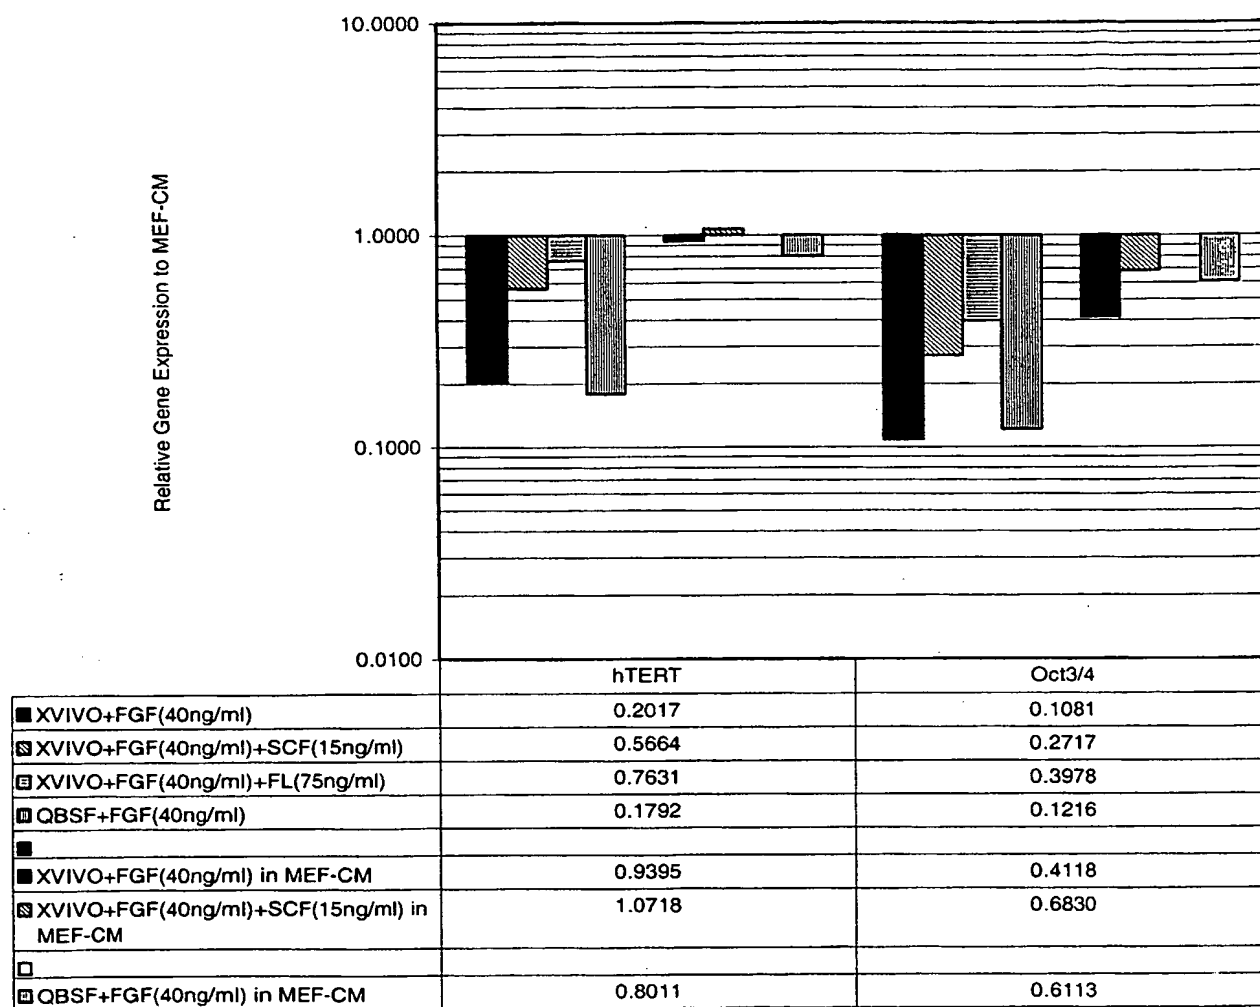 10.0000
1.0000
0.1000
0.0100
Relative Gene Expression to MEF-CM
hTERT Oct3/4
XVIVO+FGF(40ng/ml) 0.2017 0.1081
XVIVO+FGF(40ng/ml)+SCF(15ng/ml) 0.5664 0.2717
XVIVO+FGF(40ng/ml)+FL(75ng/ml) 0.7631 0.3978
QBSF+FGF(40ng/ml) 0.1792 0.1216
XVIVO+FGF(40ng/ml) in MEF-CM 0.9395 0.4118
XVIVO+FGF(40ng/ml)+SCF(15ng/ml) in 1.0718 0.6830
MEF-CM
QBSF+FGF(40ng/ml) in MEF-CM 0.8011 0.6113